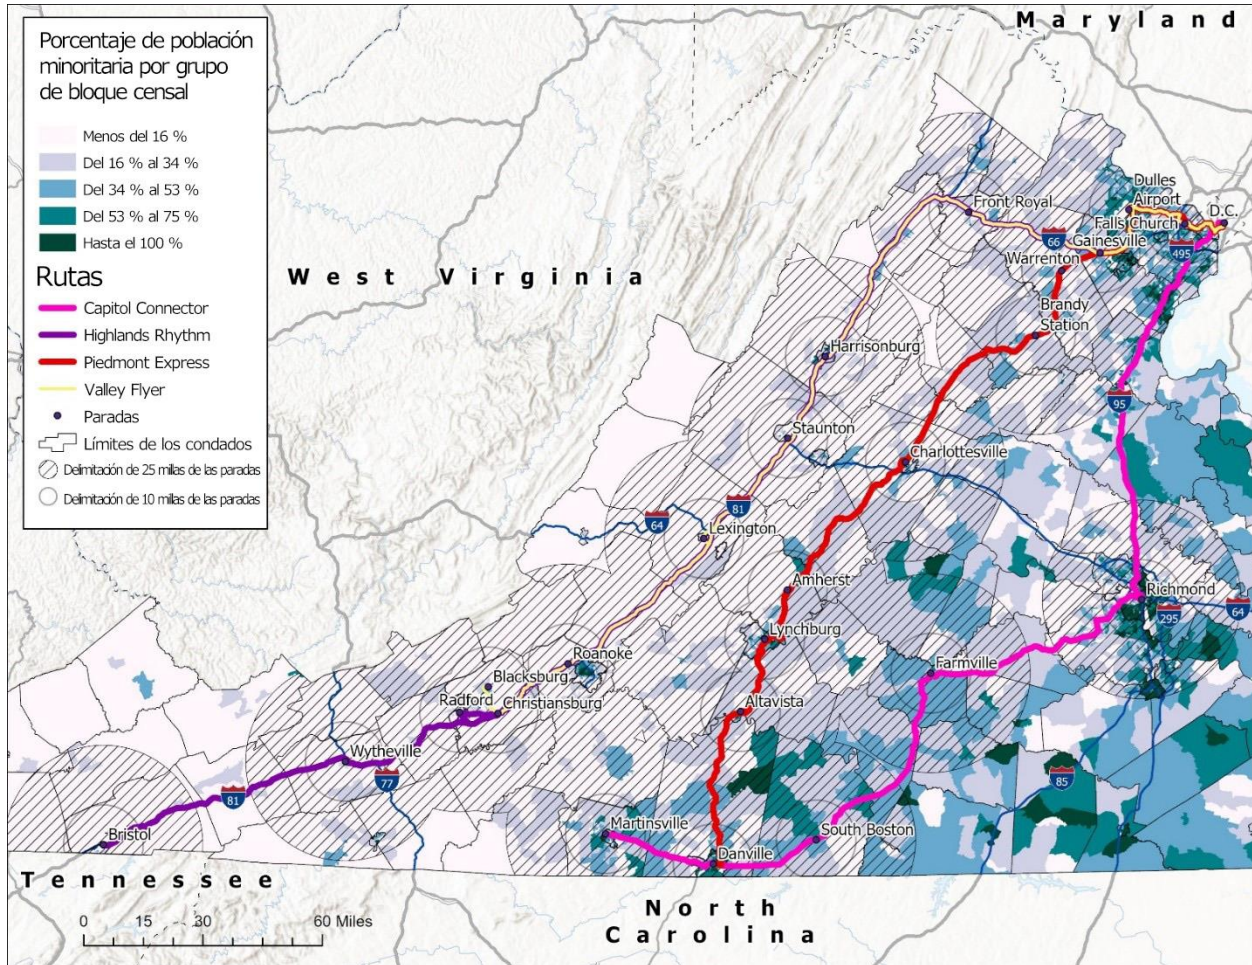 Porcentaje de población
minoritaria por grupo
de bloque censal
Menos del 16 %
Del 16 % al 34 %
Del 34 % al 53 %
Del 53 % al 75 %
Hasta el 100 %
Rutas
Capitol Connector
Highlands Rhythm
Piedmont Express
Valley Flyer
Paradas
Límites de los condados
Delimitación de 25 millas de las paradas
Delimitación de 10 millas de las paradas
Maryland
West Virginia
Dulles
Airport
D.C.
Front Royal
Falls Church
66
Gainesville
495
Warrenton
Brandy
Station
Harrisonburg
95
Staunton
Charlottesville
81
64
Lexington
Amherst
Richmond
295
64
Lynchburg
Roanoke
Farmville
Blacksburg
Radford
Christiansburg
Altavista
Wytheville
77
85
81
Bristol
Martinsville
South Boston
Danville
Tennessee
North
Carolina
0 15 30 60 Miles